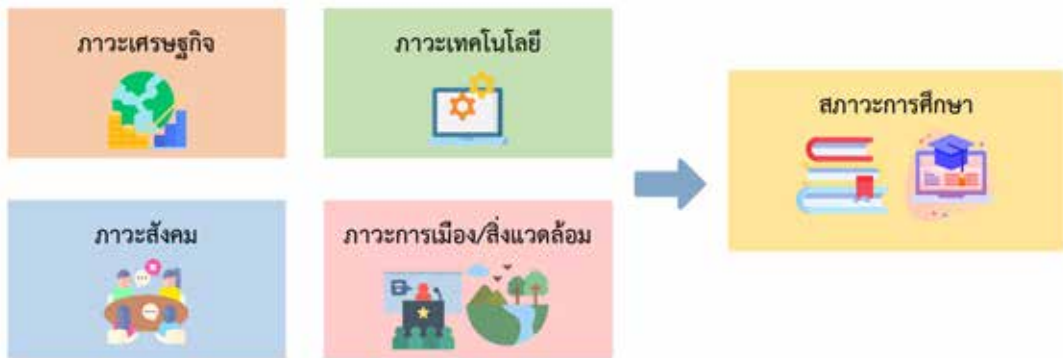 ภาวะเศรษฐกิจ
ภาวะเทคโนโลยี
สภาวะการศึกษา
ภาวะสังคม
ภาวะการเมือง/สิ่งแวดล้อม